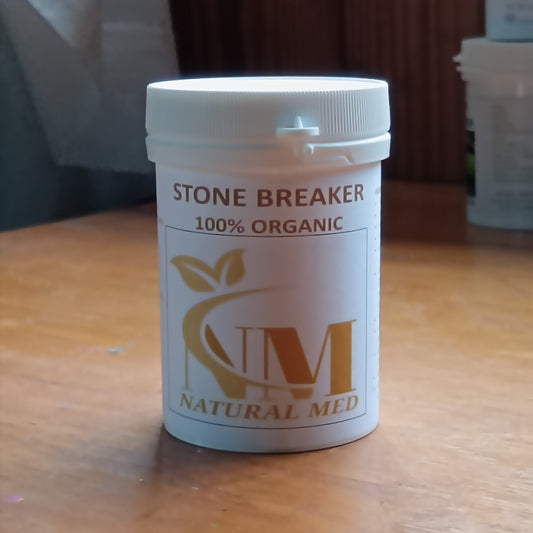 STONE BREAKER
100% ORGANIC
NM
NATURAL MED